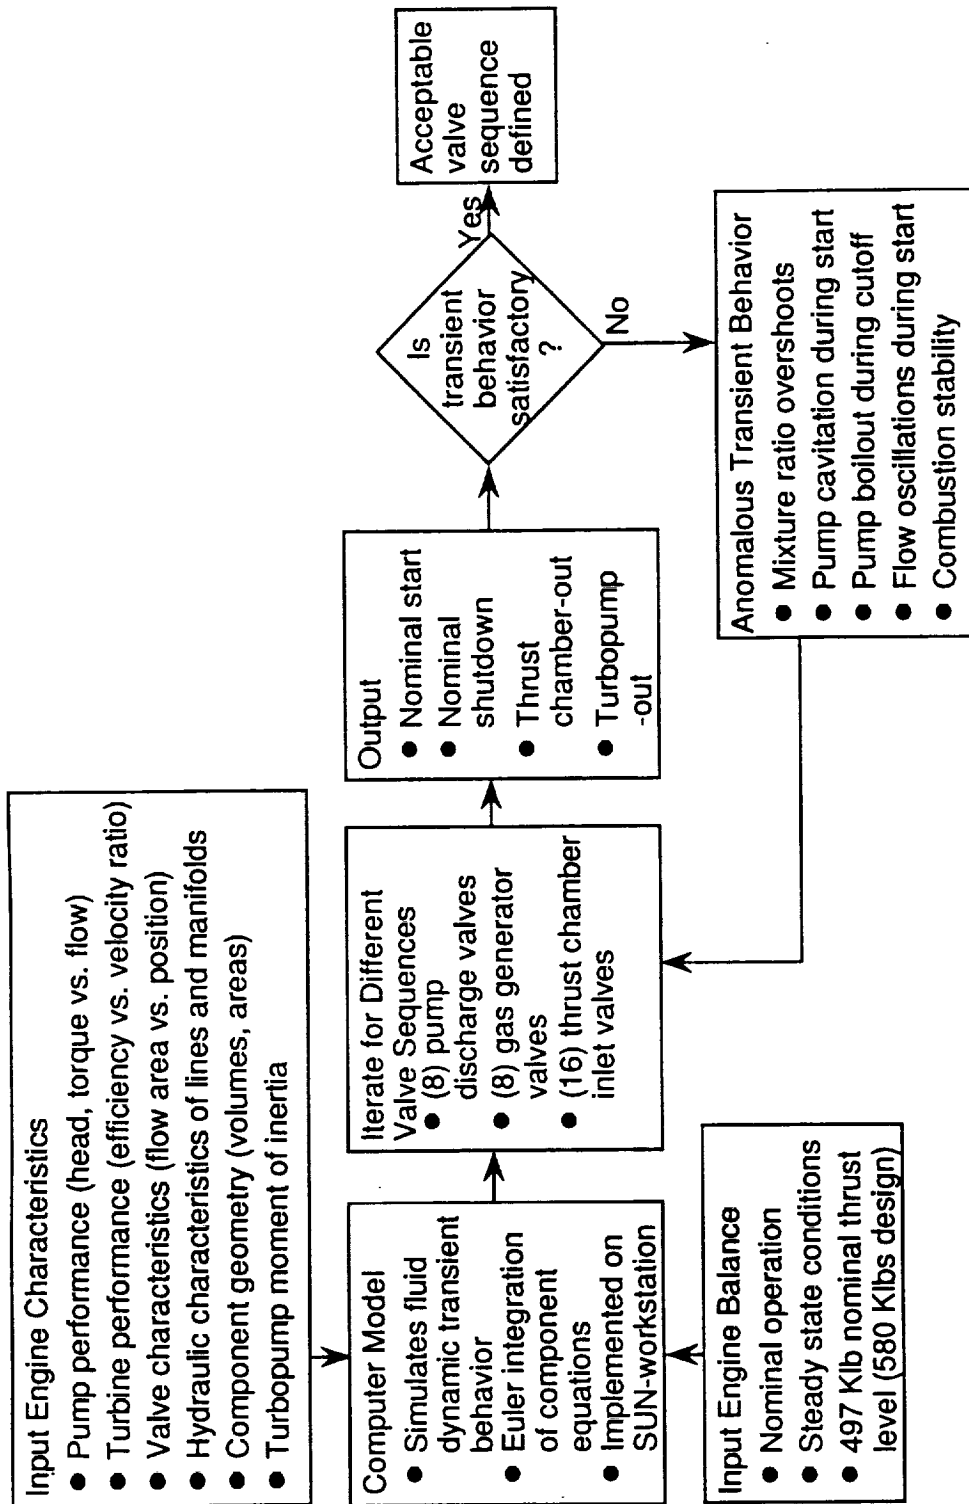 Input Engine Characteristics
● Pump performance (head, torque vs. flow)
● Turbine performance (efficiency vs. velocity ratio)
● Valve characteristics (flow area vs. position)
● Hydraulic characteristics of lines and manifolds
● Component geometry (volumes, areas)
● Turbopump moment of inertia
Computer Model
● Simulates fluid
dynamic transient
behavior
● Euler integration
of component
equations
● Implemented on
SUN-workstation
Input Engine Balance
● Nominal operation
● Steady state conditions
● 497 Klb nominal thrust
level (580 Klbs design)
Iterate for Different
Valve Sequences
● (8) pump
discharge valves
● (8) gas generator
valves
● (16) thrust chamber
inlet valves
Output
● Nominal start
● Nominal
shutdown
● Thrust
chamber-out
● Turbopump
-out
Is
transient
behavior
satisfactory
?
Yes
No
Acceptable
valve
sequence
defined
Anomalous Transient Behavior
● Mixture ratio overshoots
● Pump cavitation during start
● Pump boilout during cutoff
● Flow oscillations during start
● Combustion stability